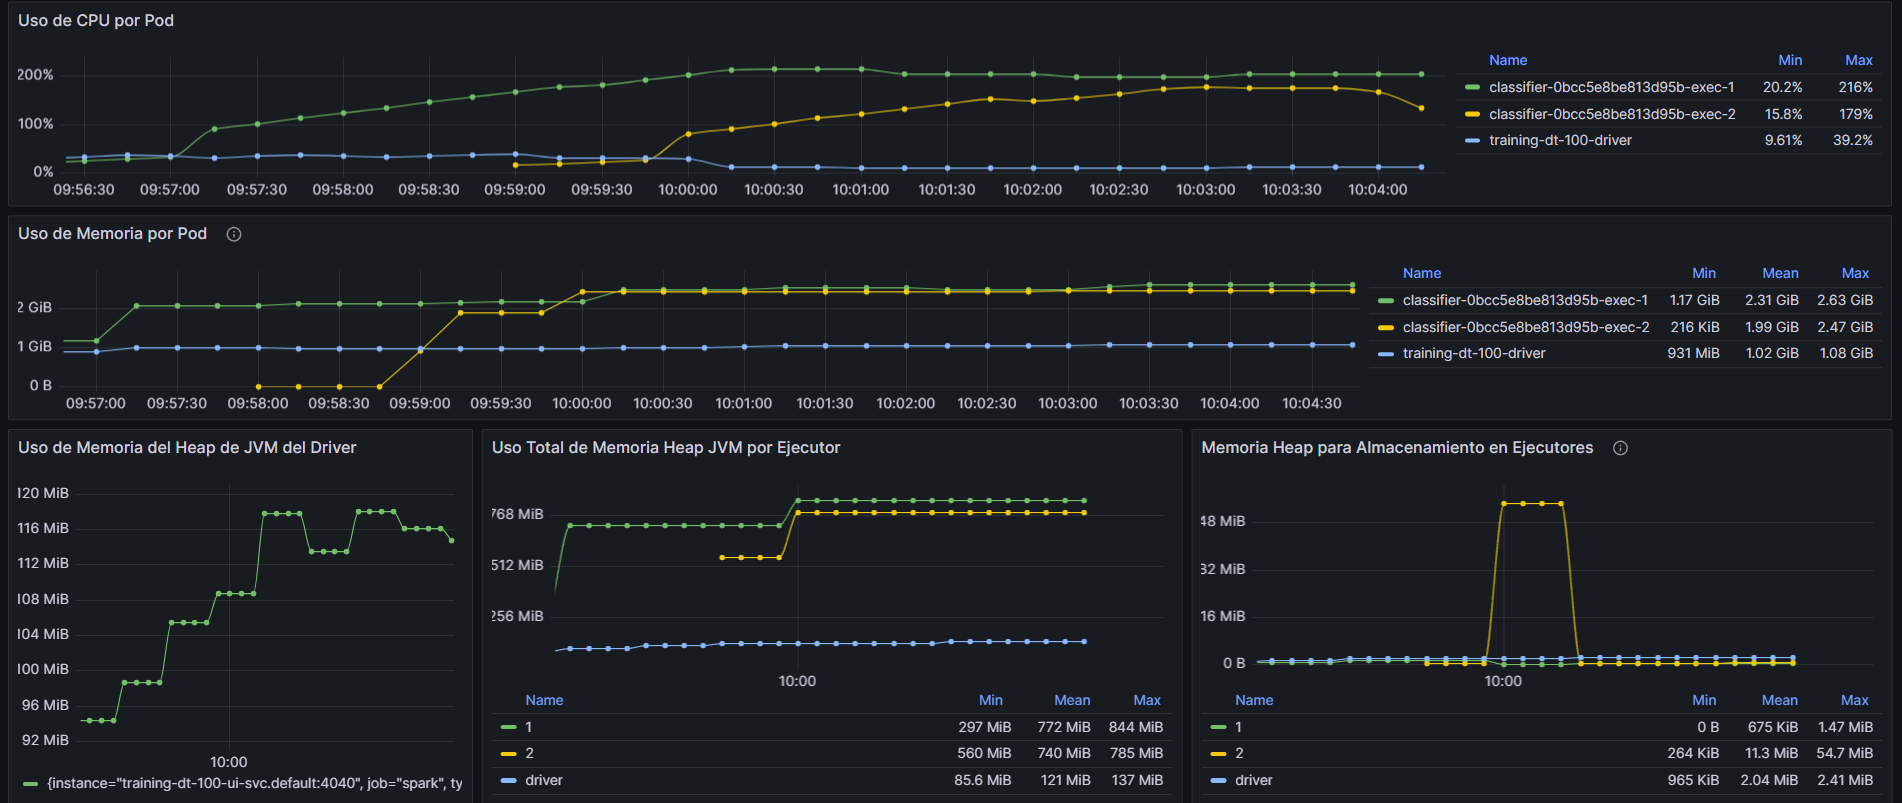 Uso de CPU por Pod
200%
100%
0%
09:56:30 09:57:00 09:57:30 09:58:00 09:58:30 09:59:00 09:59:30 10:00:00 10:00:30 10:01:00 10:01:30 10:02:00 10:02:30 10:03:00 10:03:30 10:04:00
Name Min Max
classifier-0bcc5e8be813d95b-exec-1 20.2% 216%
classifier-0bcc5e8be813d95b-exec-2 15.8% 179%
training-dt-100-driver 9.61% 39.2%
Uso de Memoria por Pod
2 GiB
1 GiB
0 B
09:57:00 09:57:30 09:58:00 09:58:30 09:59:00 09:59:30 10:00:00 10:00:30 10:01:00 10:01:30 10:02:00 10:02:30 10:03:00 10:03:30 10:04:00 10:04:30
Name Min Mean Max
classifier-0bcc5e8be813d95b-exec-1 1.17 GiB 2.31 GiB 2.63 GiB
classifier-0bcc5e8be813d95b-exec-2 216 KiB 1.99 GiB 2.47 GiB
training-dt-100-driver 931 MiB 1.02 GiB 1.08 GiB
Uso de Memoria del Heap de JVM del Driver
120 MiB
116 MiB
112 MiB
108 MiB
104 MiB
100 MiB
96 MiB
92 MiB
10:00
{instance="training-dt-100-ui-svc.default:4040", job="spark", ty
Uso Total de Memoria Heap JVM por Ejecutor
768 MiB
512 MiB
256 MiB
10:00
Name Min Mean Max
1 297 MiB 772 MiB 844 MiB
2 560 MiB 740 MiB 785 MiB
driver 85.6 MiB 121 MiB 137 MiB
Memoria Heap para Almacenamiento en Ejecutores
48 MiB
32 MiB
16 MiB
0 B
10:00
Name Min Mean Max
1 0 B 675 KiB 1.47 MiB
2 264 KiB 11.3 MiB 54.7 MiB
driver 965 KiB 2.04 MiB 2.41 MiB